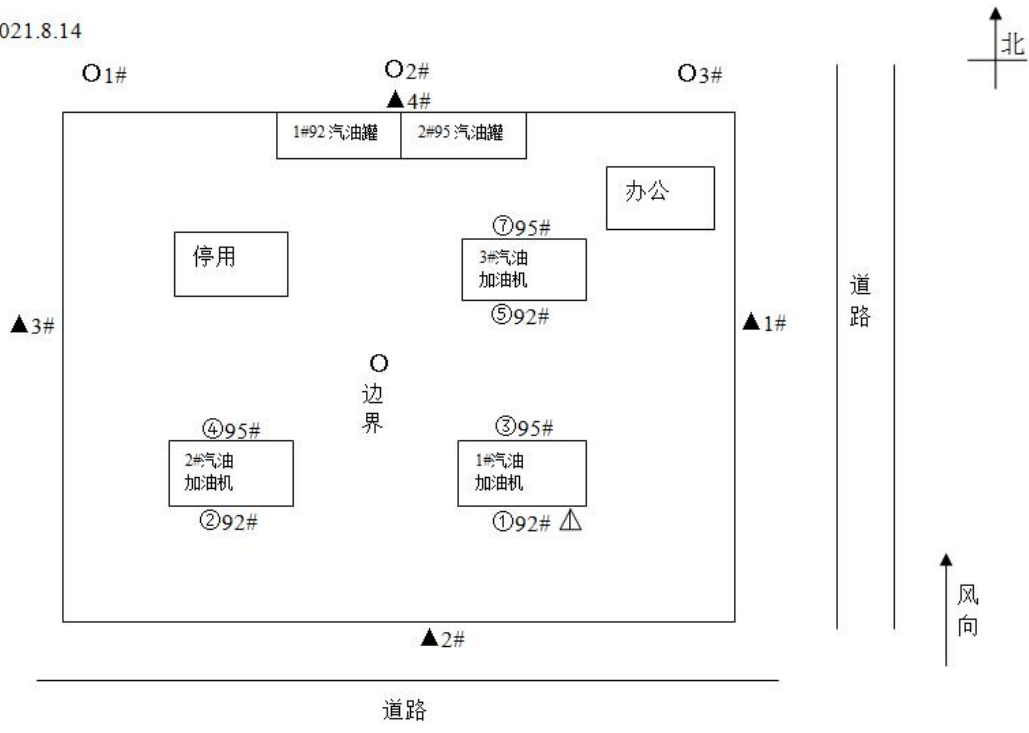 021.8.14
北
O1#
O2#
O3#
▲4#
1#92 汽油罐
2#95 汽油罐
办公
⑦95#
停用
3#汽油
加油机
⑤92#
道
路
▲3#
▲1#
O
边
界
④95#
③95#
2#汽油
加油机
1#汽油
加油机
②92#
①92#
风
向
▲2#
道路